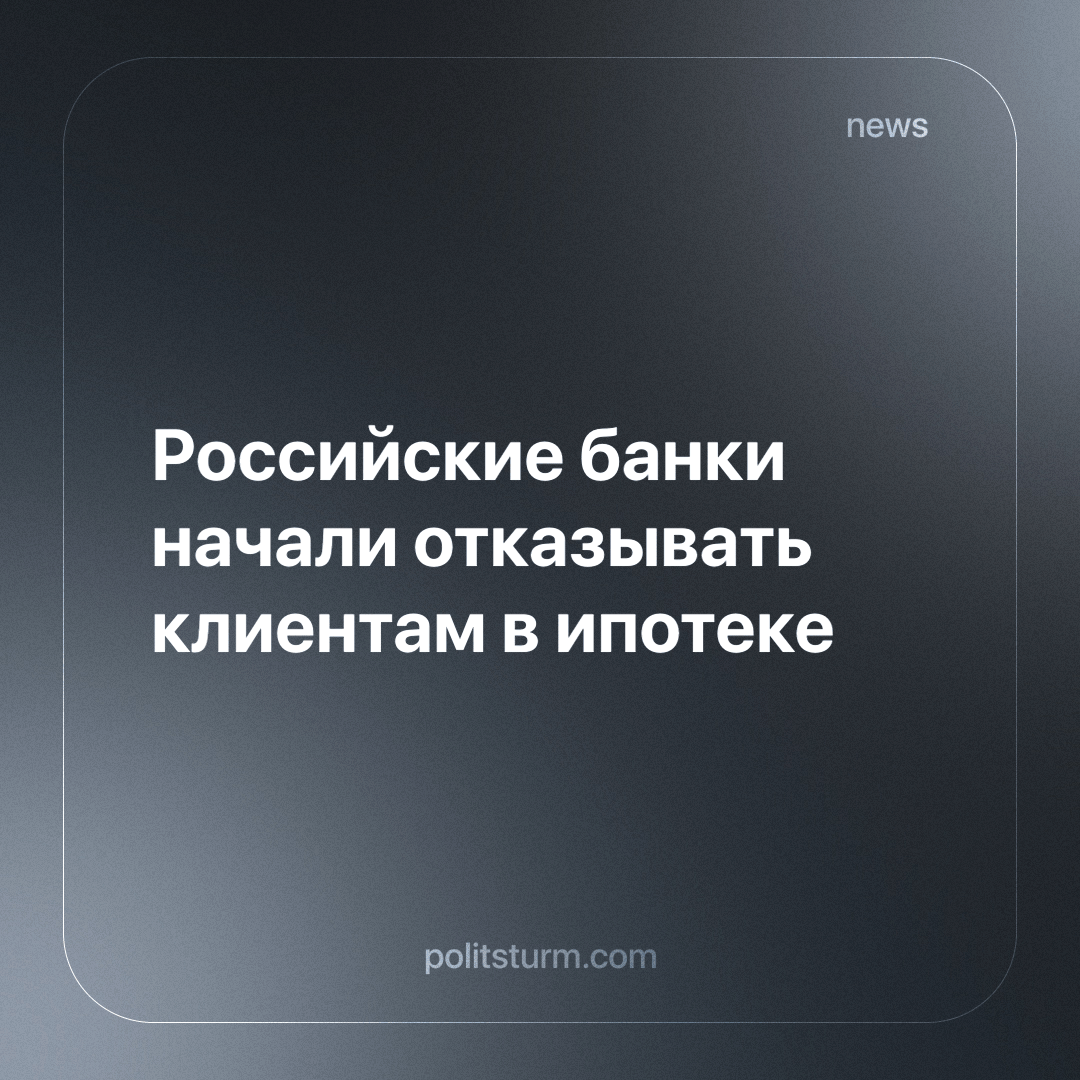 news
Российские банки
начали отказывать
клиентам в ипотеке
politsturm.com